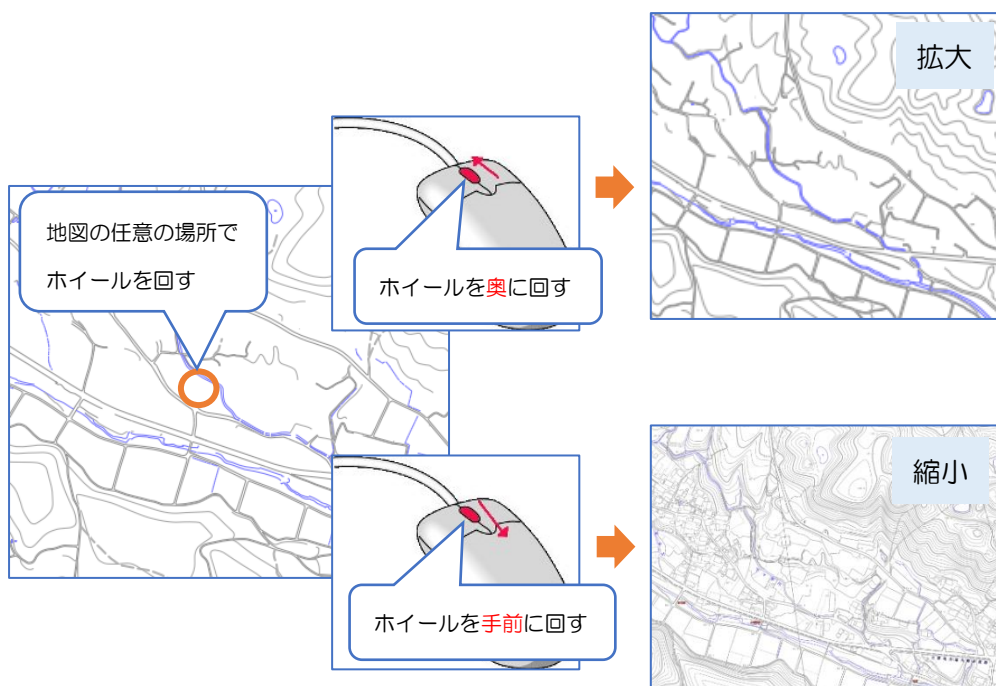 地図の任意の場所で
ホイールを回す
ホイールを奥に回す
拡大
ホイールを手前に回す
縮小